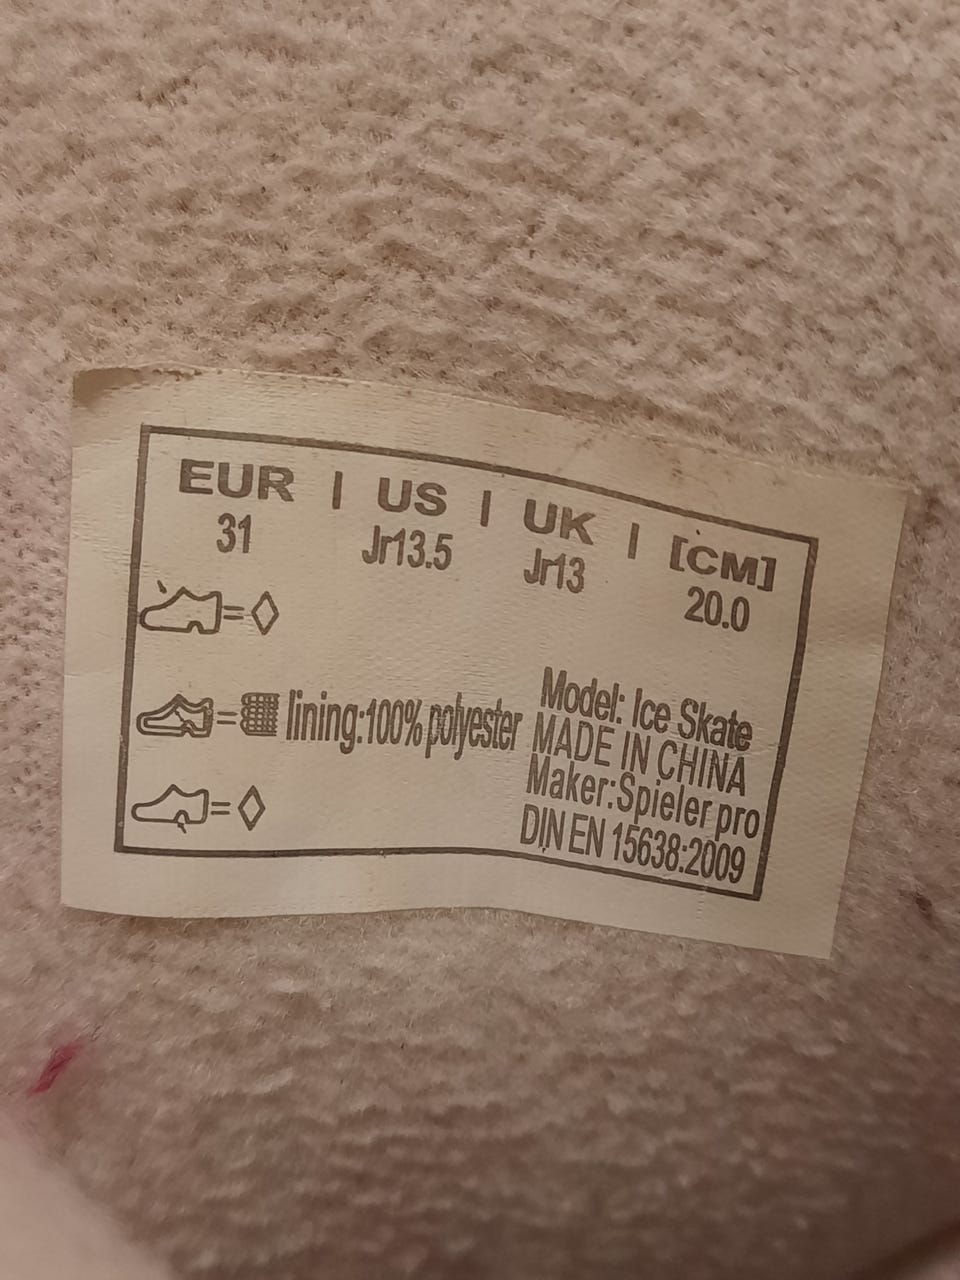 EUR | US | UK | [CM]
31 Jr13.5 Jr13 20.0
lining:100% polyester
Model: Ice Skate
MADE IN CHINA
Maker:Spieler pro
DIN EN 15638:2009